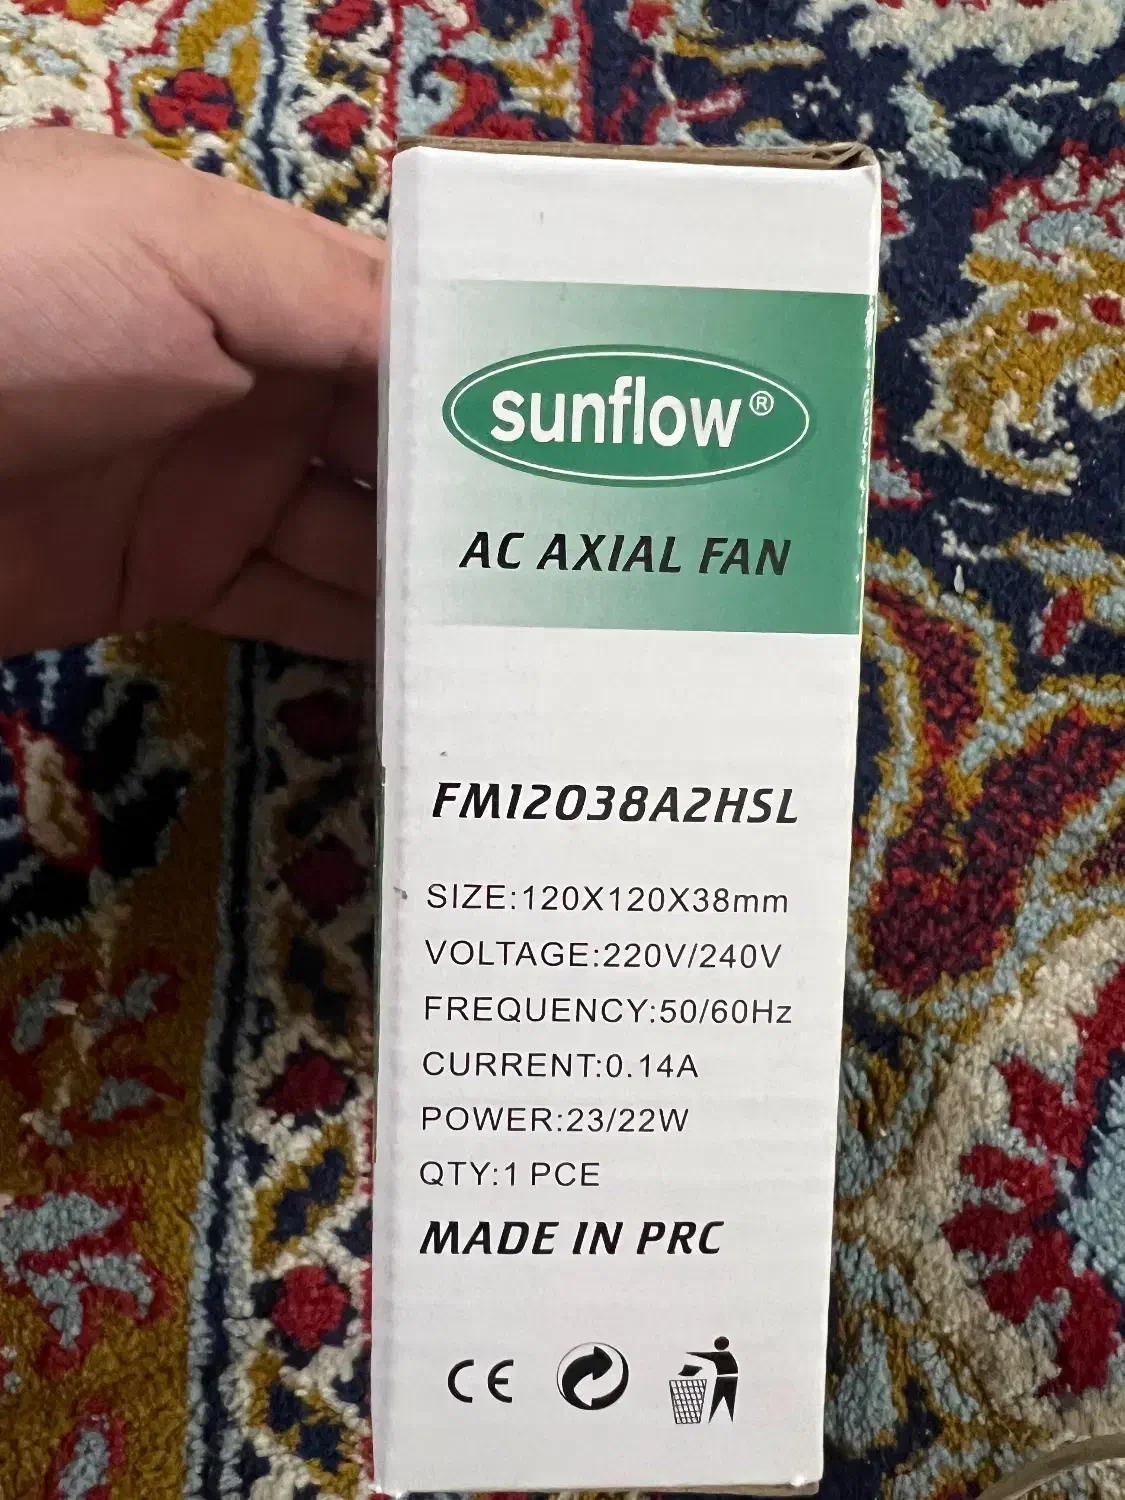 sunflow®
AC AXIAL FAN
FM12038A2HSL
SIZE:120X120X38mm
VOLTAGE:220V/240V
FREQUENCY:50/60Hz
CURRENT:0.14A
POWER:23/22W
QTY:1 PCE
MADE IN PRC
CE